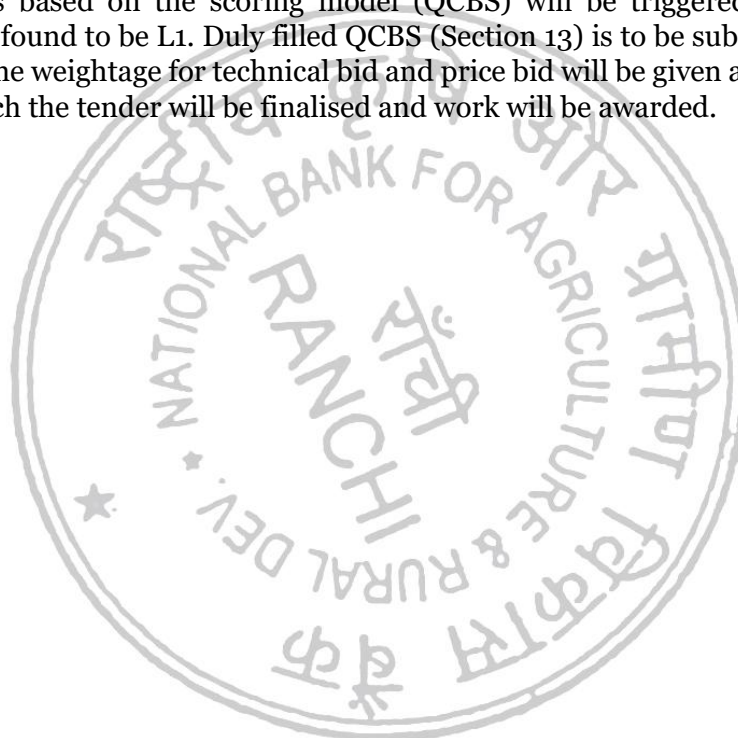 s based on the scoring model (QCBS) will be triggered
found to be L1. Duly filled QCBS (Section 13) is to be sub
ne weightage for technical bid and price bid will be given a
ch the tender will be finalised and work will be awarded.
राष्ट्रीय कृषि और ग्रामीण विकास बैंक
NATIONAL BANK FOR AGRICULTURE & RURAL DEV.
RANCHI
राँची